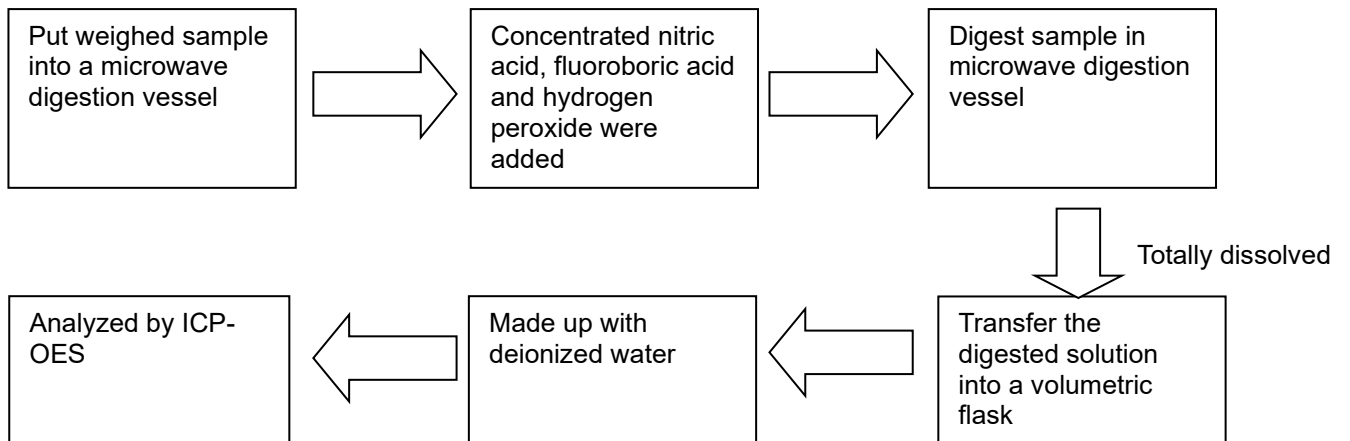 Put weighed sample
into a microwave
digestion vessel
Concentrated nitric
acid, fluoroboric acid
and hydrogen
peroxide were
added
Digest sample in
microwave digestion
vessel
Totally dissolved
Transfer the
digested solution
into a volumetric
flask
Made up with
deionized water
Analyzed by ICP-
OES